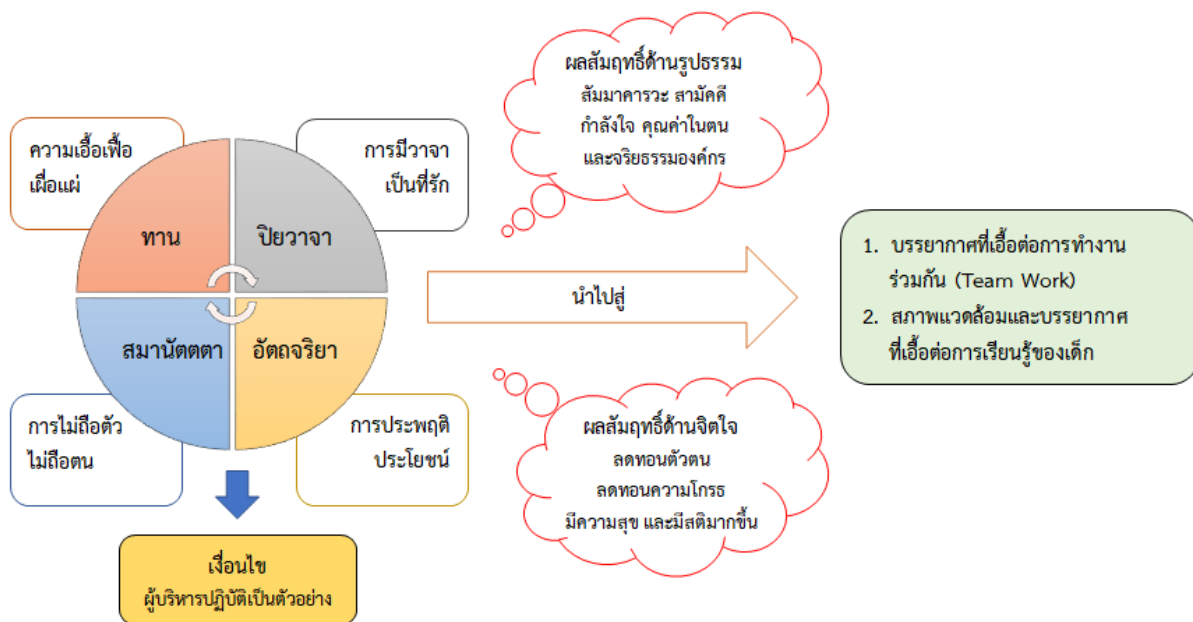 ความเอื้อเฟื้อ
เผื่อแผ่
การมีวาจา
เป็นที่รัก
ทาน
ปิยวาจา
สมานัตตตา
อัตถจริยา
การไม่ถือตัว
ไม่ถือตน
การประพฤติ
ประโยชน์
เงื่อนไข
ผู้บริหารปฏิบัติเป็นตัวอย่าง
ผลสัมฤทธิ์ด้านรูปธรรม
สัมมาคารวะ สามัคคี
กำลังใจ คุณค่าในตน
และจริยธรรมองค์กร
นำไปสู่
ผลสัมฤทธิ์ด้านจิตใจ
ลดทอนตัวตน
ลดทอนความโกรธ
มีความสุข และมีสติมากขึ้น
1. บรรยากาศที่เอื้อต่อการทำงาน
ร่วมกัน (Team Work)
2. สภาพแวดล้อมและบรรยากาศ
ที่เอื้อต่อการเรียนรู้ของเด็ก